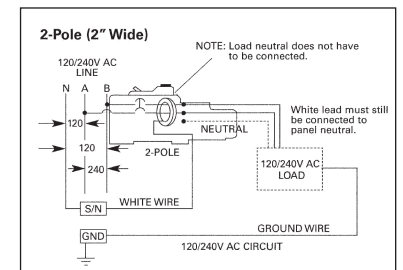 2-Pole (2” Wide)
NOTE: Load neutral does not have
to be connected.
120/240V AC
LINE
N A B
120
120
240
NEUTRAL
2-POLE
White lead must still
be connected to
panel neutral.
120/240V AC
LOAD
S/N
WHITE WIRE
GND
GROUND WIRE
120/240V AC CIRCUIT